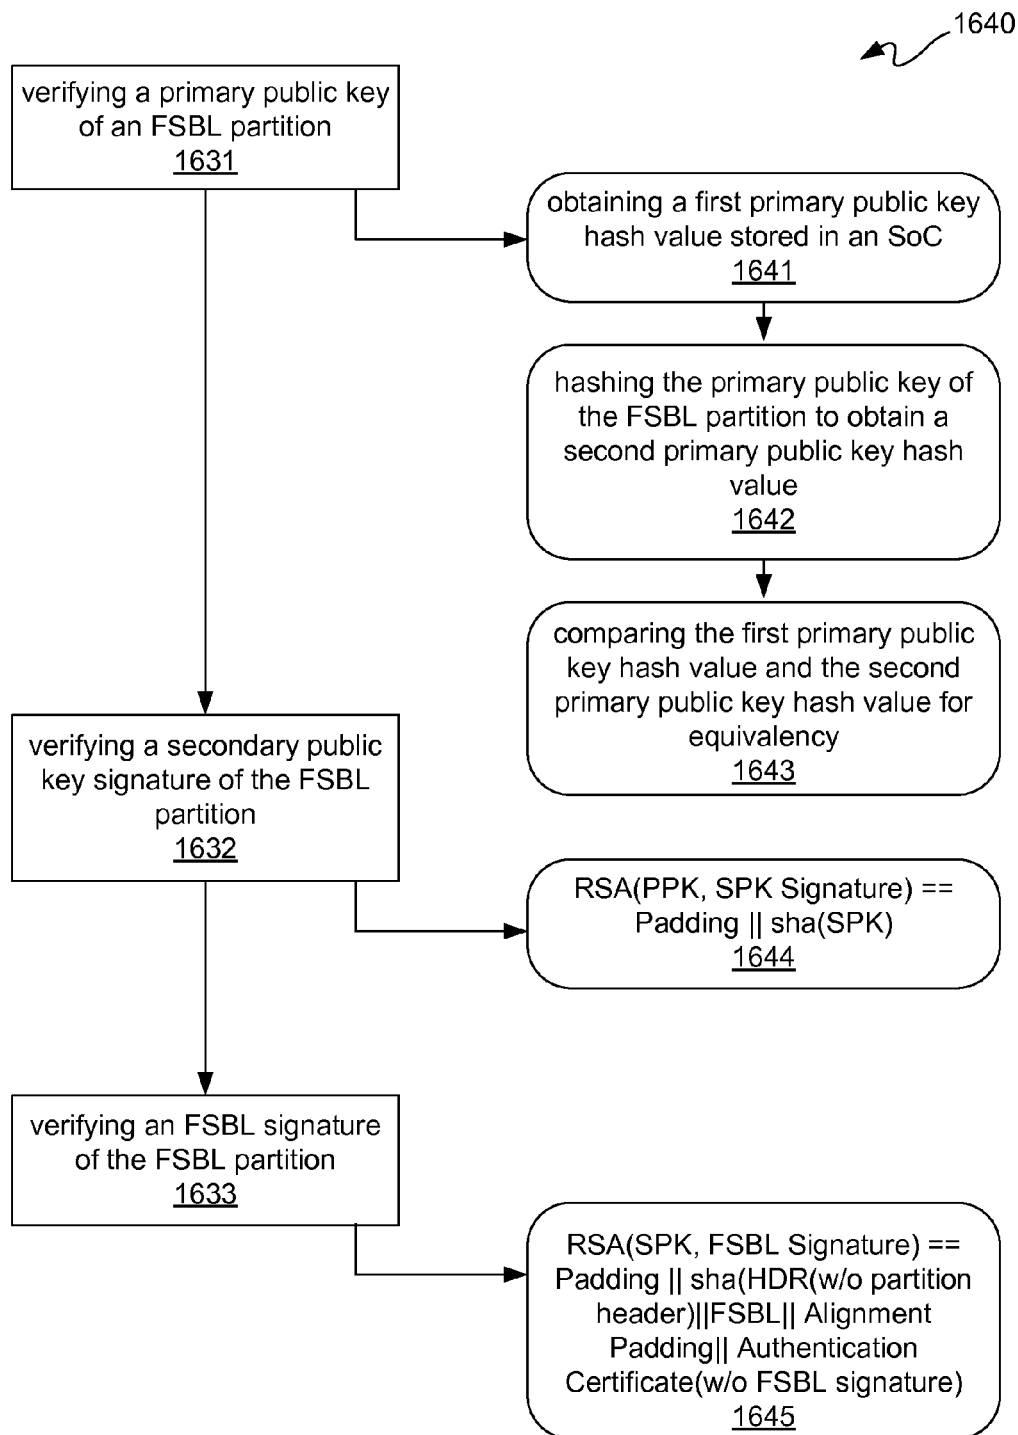 1640
verifying a primary public key
of an FSBL partition
1631
obtaining a first primary public key
hash value stored in an SoC
1641
hashing the primary public key of
the FSBL partition to obtain a
second primary public key hash
value
1642
comparing the first primary public
key hash value and the second
primary public key hash value for
equivalency
1643
verifying a secondary public
key signature of the FSBL
partition
1632
RSA(PPK, SPK Signature) ==
Padding || sha(SPK)
1644
verifying an FSBL signature
of the FSBL partition
1633
RSA(SPK, FSBL Signature) ==
Padding || sha(HDR(w/o partition
header)||FSBL|| Alignment
Padding|| Authentication
Certificate(w/o FSBL signature)
1645